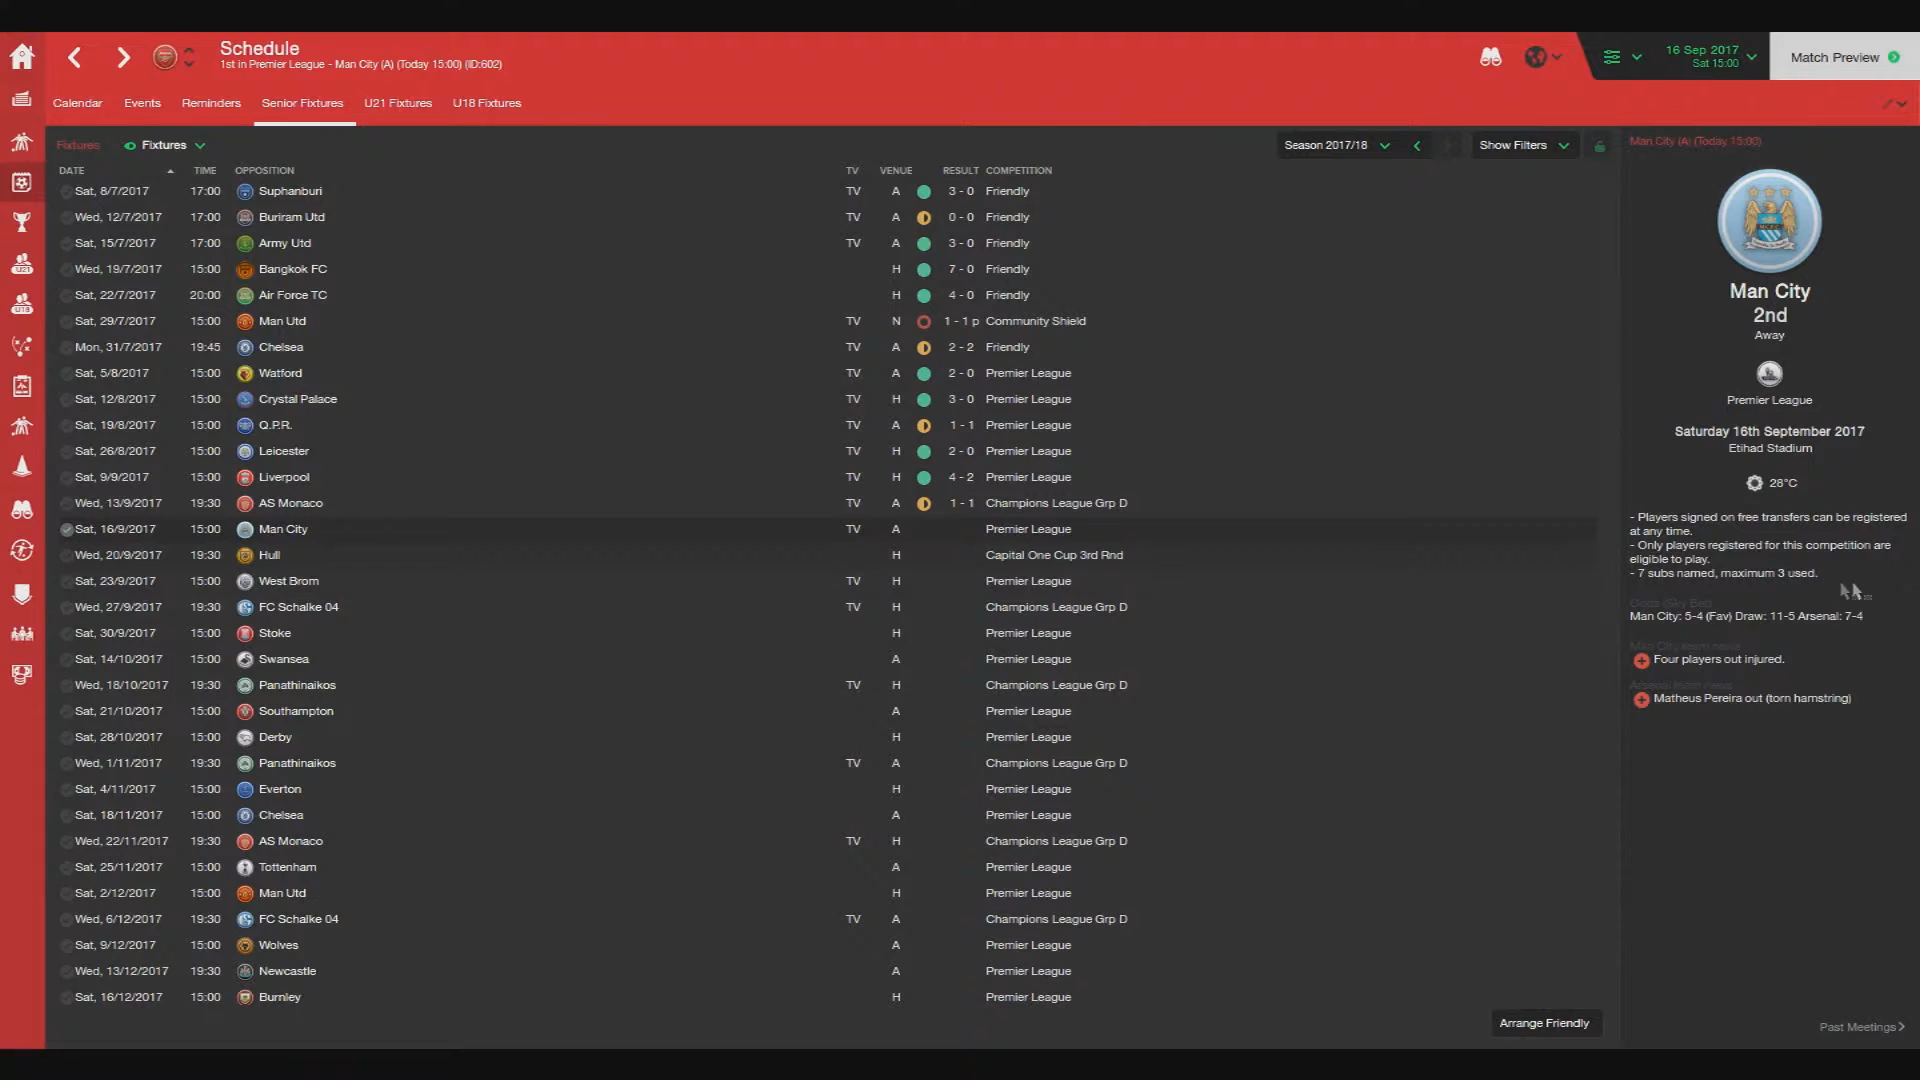 Schedule
1st in Premier League - Man City (A) (Today 15:00) (ID:602)
16 Sep 2017
Sat 15:00
Match Preview
Calendar Events Reminders Senior Fixtures U21 Fixtures U18 Fixtures
Fixtures Fixtures Season 2017/18 Show Filters
DATE TIME OPPOSITION TV VENUE RESULT COMPETITION
Sat, 8/7/2017 17:00 Suphanburi TV A 3 - 0 Friendly
Wed, 12/7/2017 17:00 Buriram Utd TV A 0 - 0 Friendly
Sat, 15/7/2017 17:00 Army Utd TV A 3 - 0 Friendly
Wed, 19/7/2017 15:00 Bangkok FC H 7 - 0 Friendly
Sat, 22/7/2017 20:00 Air Force TC H 4 - 0 Friendly
Sat, 29/7/2017 15:00 Man Utd TV N 1 - 1 p Community Shield
Mon, 31/7/2017 19:45 Chelsea TV A 2 - 2 Friendly
Sat, 5/8/2017 15:00 Watford TV A 2 - 0 Premier League
Sat, 12/8/2017 15:00 Crystal Palace TV H 3 - 0 Premier League
Sat, 19/8/2017 15:00 Q.P.R. TV A 1 - 1 Premier League
Sat, 26/8/2017 15:00 Leicester TV H 2 - 0 Premier League
Sat, 9/9/2017 15:00 Liverpool TV H 4 - 2 Premier League
Wed, 13/9/2017 19:30 AS Monaco TV A 1 - 1 Champions League Grp D
Sat, 16/9/2017 15:00 Man City TV A Premier League
Wed, 20/9/2017 19:30 Hull H Capital One Cup 3rd Rnd
Sat, 23/9/2017 15:00 West Brom TV H Premier League
Wed, 27/9/2017 19:30 FC Schalke 04 TV H Champions League Grp D
Sat, 30/9/2017 15:00 Stoke H Premier League
Sat, 14/10/2017 15:00 Swansea A Premier League
Wed, 18/10/2017 19:30 Panathinaikos TV H Champions League Grp D
Sat, 21/10/2017 15:00 Southampton A Premier League
Sat, 28/10/2017 15:00 Derby H Premier League
Wed, 1/11/2017 19:30 Panathinaikos TV A Champions League Grp D
Sat, 4/11/2017 15:00 Everton H Premier League
Sat, 18/11/2017 15:00 Chelsea A Premier League
Wed, 22/11/2017 19:30 AS Monaco TV H Champions League Grp D
Sat, 25/11/2017 15:00 Tottenham A Premier League
Sat, 2/12/2017 15:00 Man Utd H Premier League
Wed, 6/12/2017 19:30 FC Schalke 04 TV A Champions League Grp D
Sat, 9/12/2017 15:00 Wolves A Premier League
Wed, 13/12/2017 19:30 Newcastle A Premier League
Sat, 16/12/2017 15:00 Burnley H Premier League
Arrange Friendly
Man City (A) (Today 15:00)
Man City
2nd
Away
Premier League
Saturday 16th September 2017
Etihad Stadium
28°C
- Players signed on free transfers can be registered
at any time.
- Only players registered for this competition are
eligible to play.
- 7 subs named, maximum 3 used.
Odds (Sky Bet)
Man City: 5-4 (Fav) Draw: 11-5 Arsenal: 7-4
Man City team news
Four players out injured.
Arsenal team news
Matheus Pereira out (torn hamstring)
Past Meetings
U21
U18